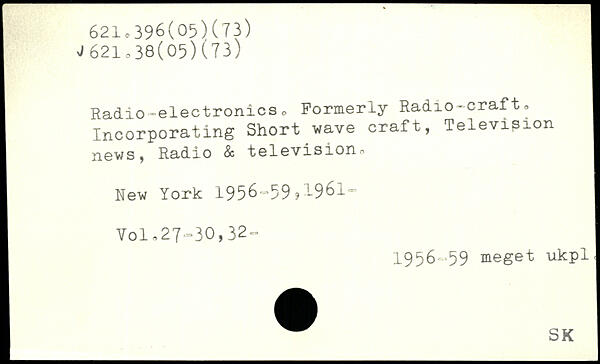 621.396(05)(73)
√621.38(05)(73)
Radio-electronics. Formerly Radio-craft.
Incorporating Short wave craft, Television
news, Radio & television.
New York 1956-59,1961-
Vol.27-30,32-
1956-59 meget ukpl.
SK